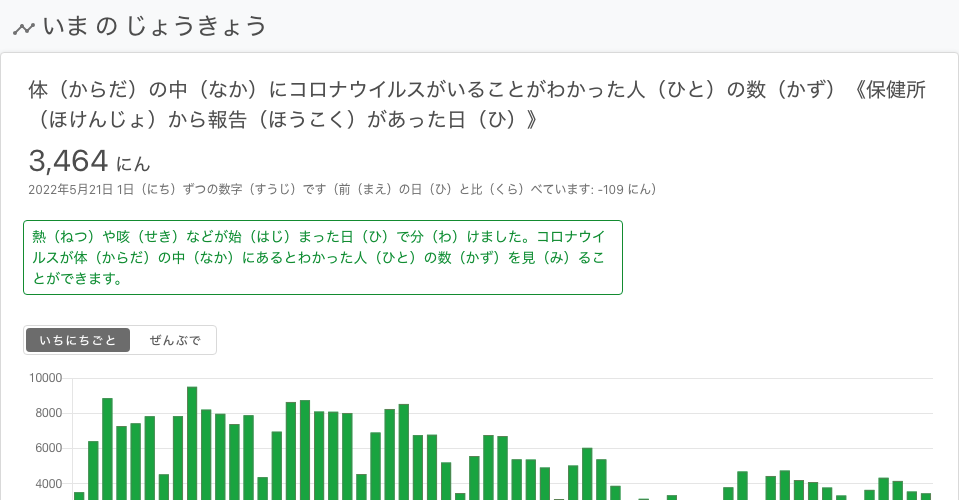 いま の じょうきょう
体（からだ）の中（なか）にコロナウイルスがいることがわかった人（ひと）の数（かず）《保健所
（ほけんじょ）から報告（ほうこく）があった日（ひ）》
3,464 にん
2022年5月21日 1日（にち）ずつの数字（すうじ）です（前（まえ）の日（ひ）と比（くら）べています: -109 にん）
熱（ねつ）や咳（せき）などが始（はじ）まった日（ひ）で分（わ）けました。コロナウイ
ルスが体（からだ）の中（なか）にあるとわかった人（ひと）の数（かず）を見（み）るこ
とができます。
いちにちごと ぜんぶで
10000
8000
6000
4000